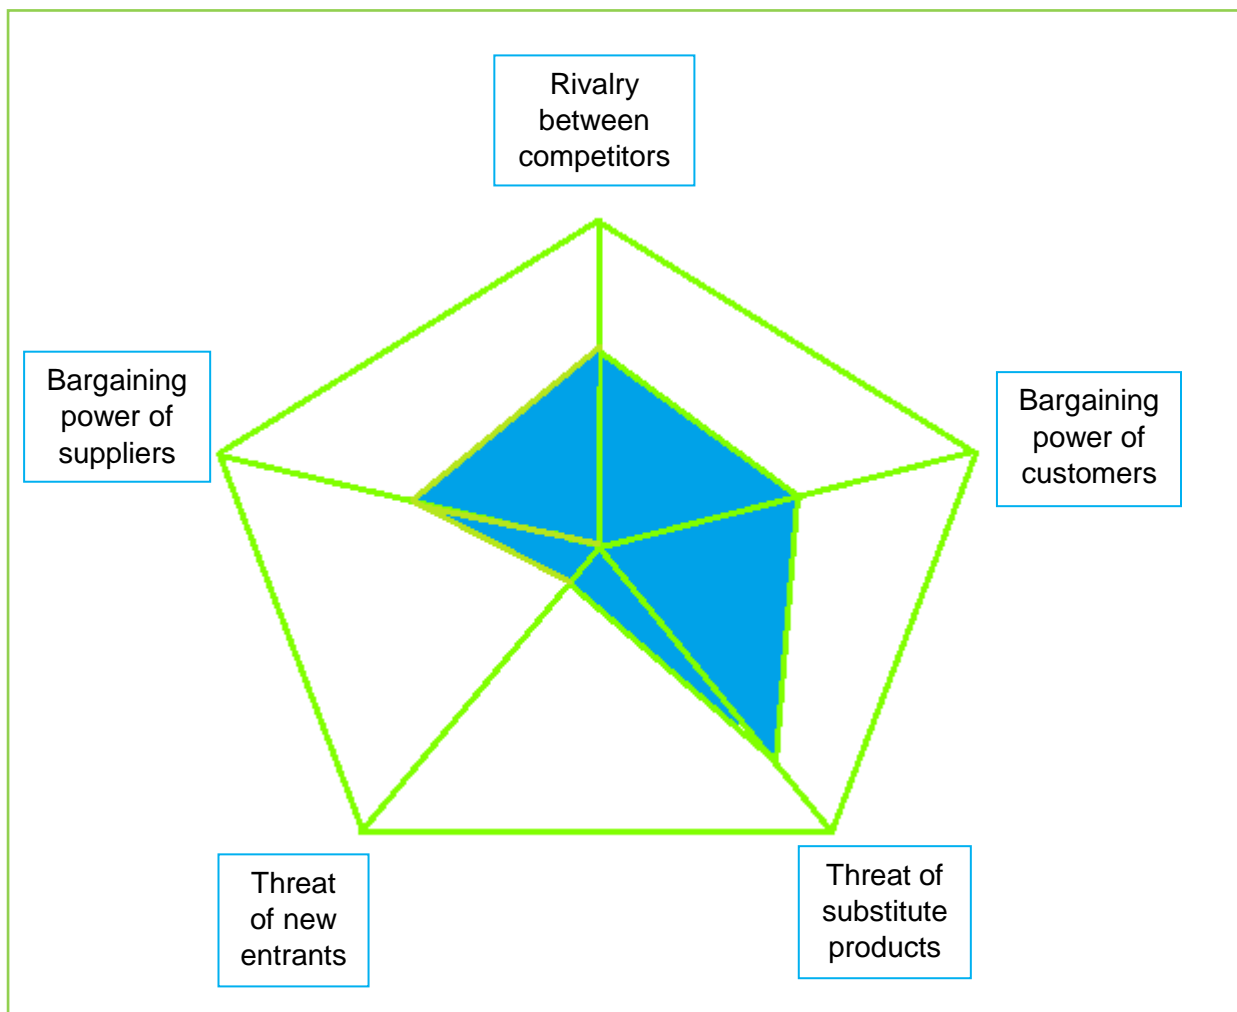 Rivalry
between
competitors
Bargaining
power of
suppliers
Bargaining
power of
customers
Threat
of new
entrants
Threat of
substitute
products